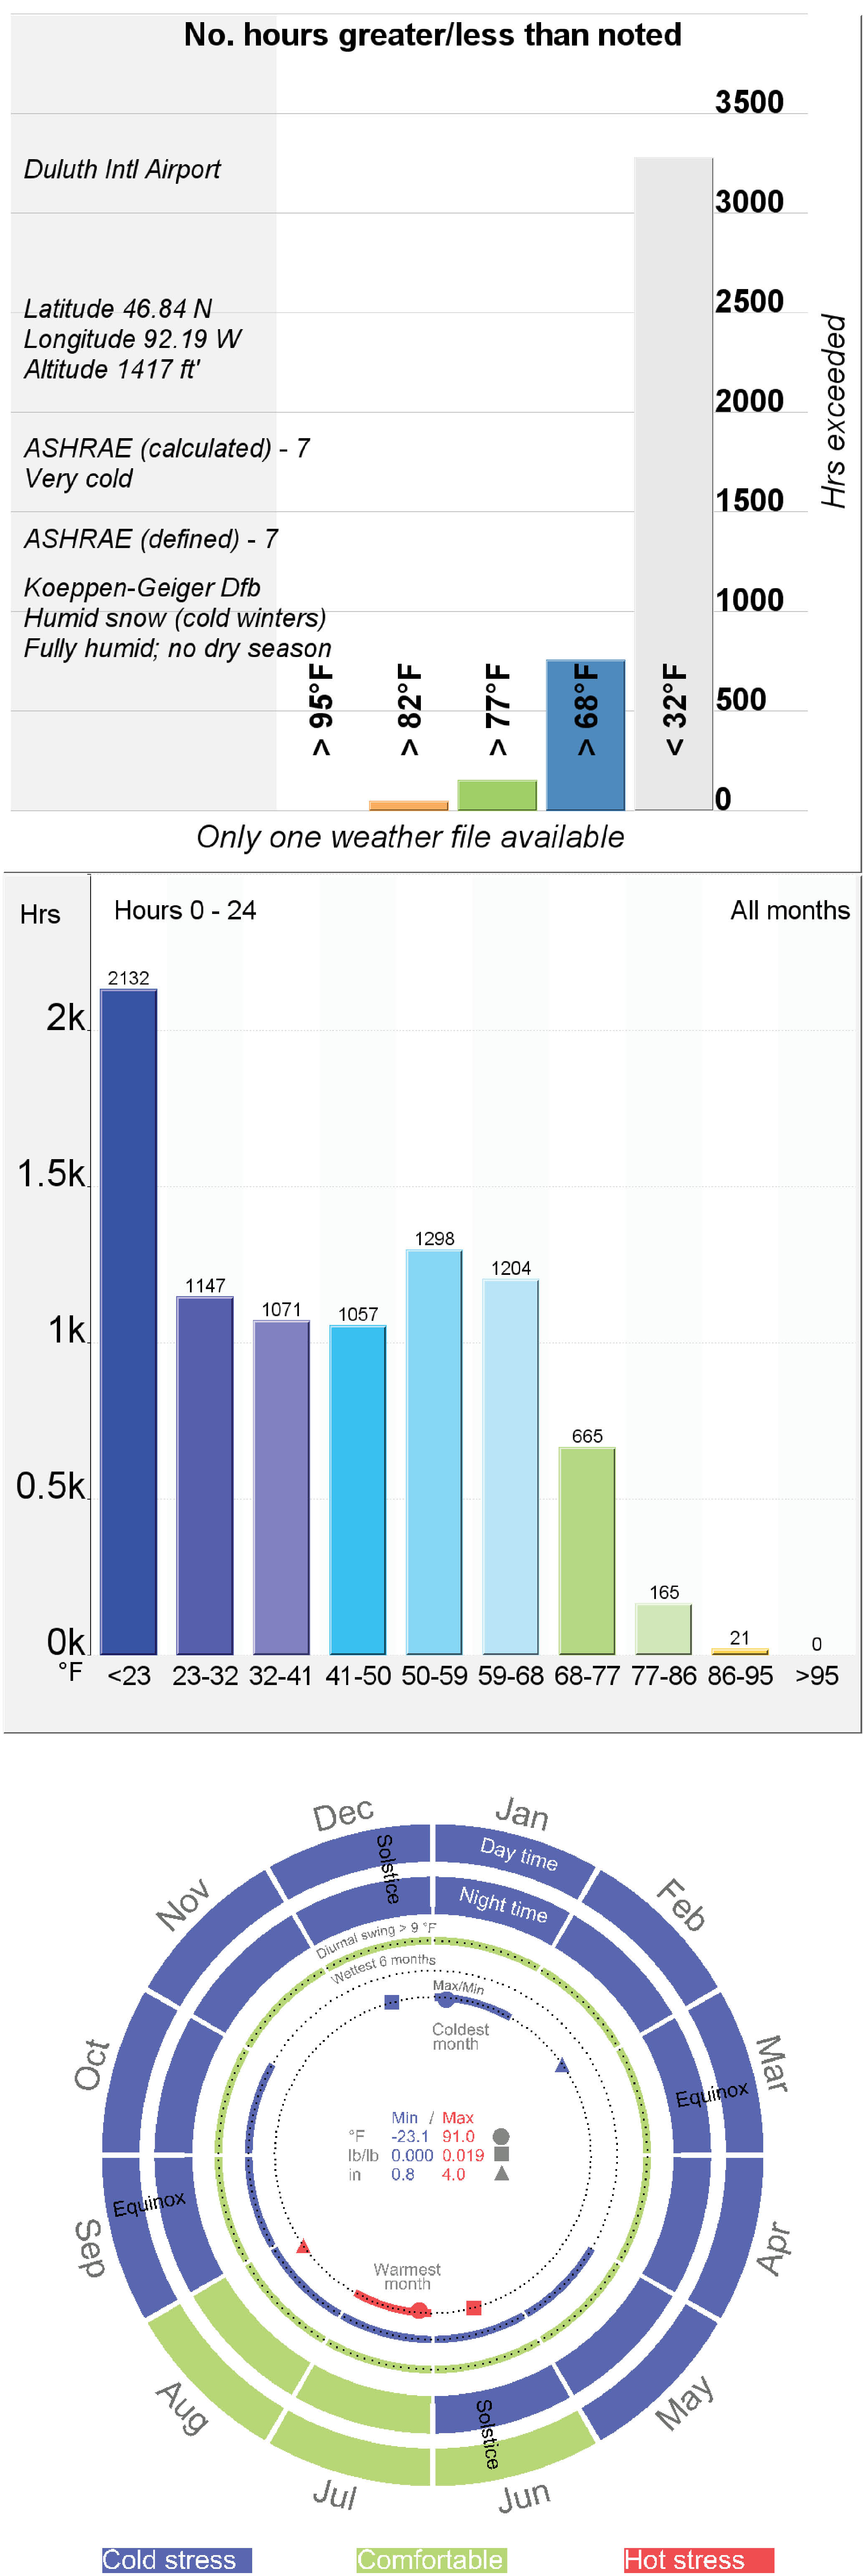 No. hours greater/less than noted
3500
Duluth Intl Airport
3000
Latitude 46.84 N
Longitude 92.19 W
Altitude 1417 ft'
2500
Hrs exceeded
2000
ASHRAE (calculated) - 7
Very cold
1500
ASHRAE (defined) - 7
Koeppen-Geiger Dfb
Humid snow (cold winters)
Fully humid; no dry season
1000
> 95°F
> 82°F
> 77°F
> 68°F
< 32°F
500
0
Only one weather file available
Hrs
Hours 0 - 24
All months
2132
2k
1.5k
1298
1204
1147
1071
1057
1k
665
0.5k
165
21
0
0k
°F
<23
23-32
32-41
41-50
50-59
59-68
68-77
77-86
86-95
>95
Dec
Jan
Solstice
Day time
Night time
Nov
Feb
Diurnal swing > 9 °F
Wettest 6 months
Max/Min
Coldest
month
Oct
Mar
Equinox
Min / Max
°F -23.1 91.0
lb/lb 0.000 0.019
in 0.8 4.0
Equinox
Sep
Apr
Warmest
month
Aug
May
Solstice
Jul
Jun
Cold stress
Comfortable
Hot stress